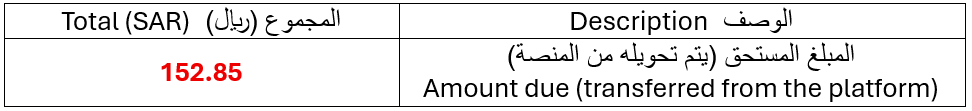 الوصف Description
المجموع (ريال) Total (SAR)
المبلغ المستحق (يتم تحويله من المنصة)
Amount due (transferred from the platform)
152.85